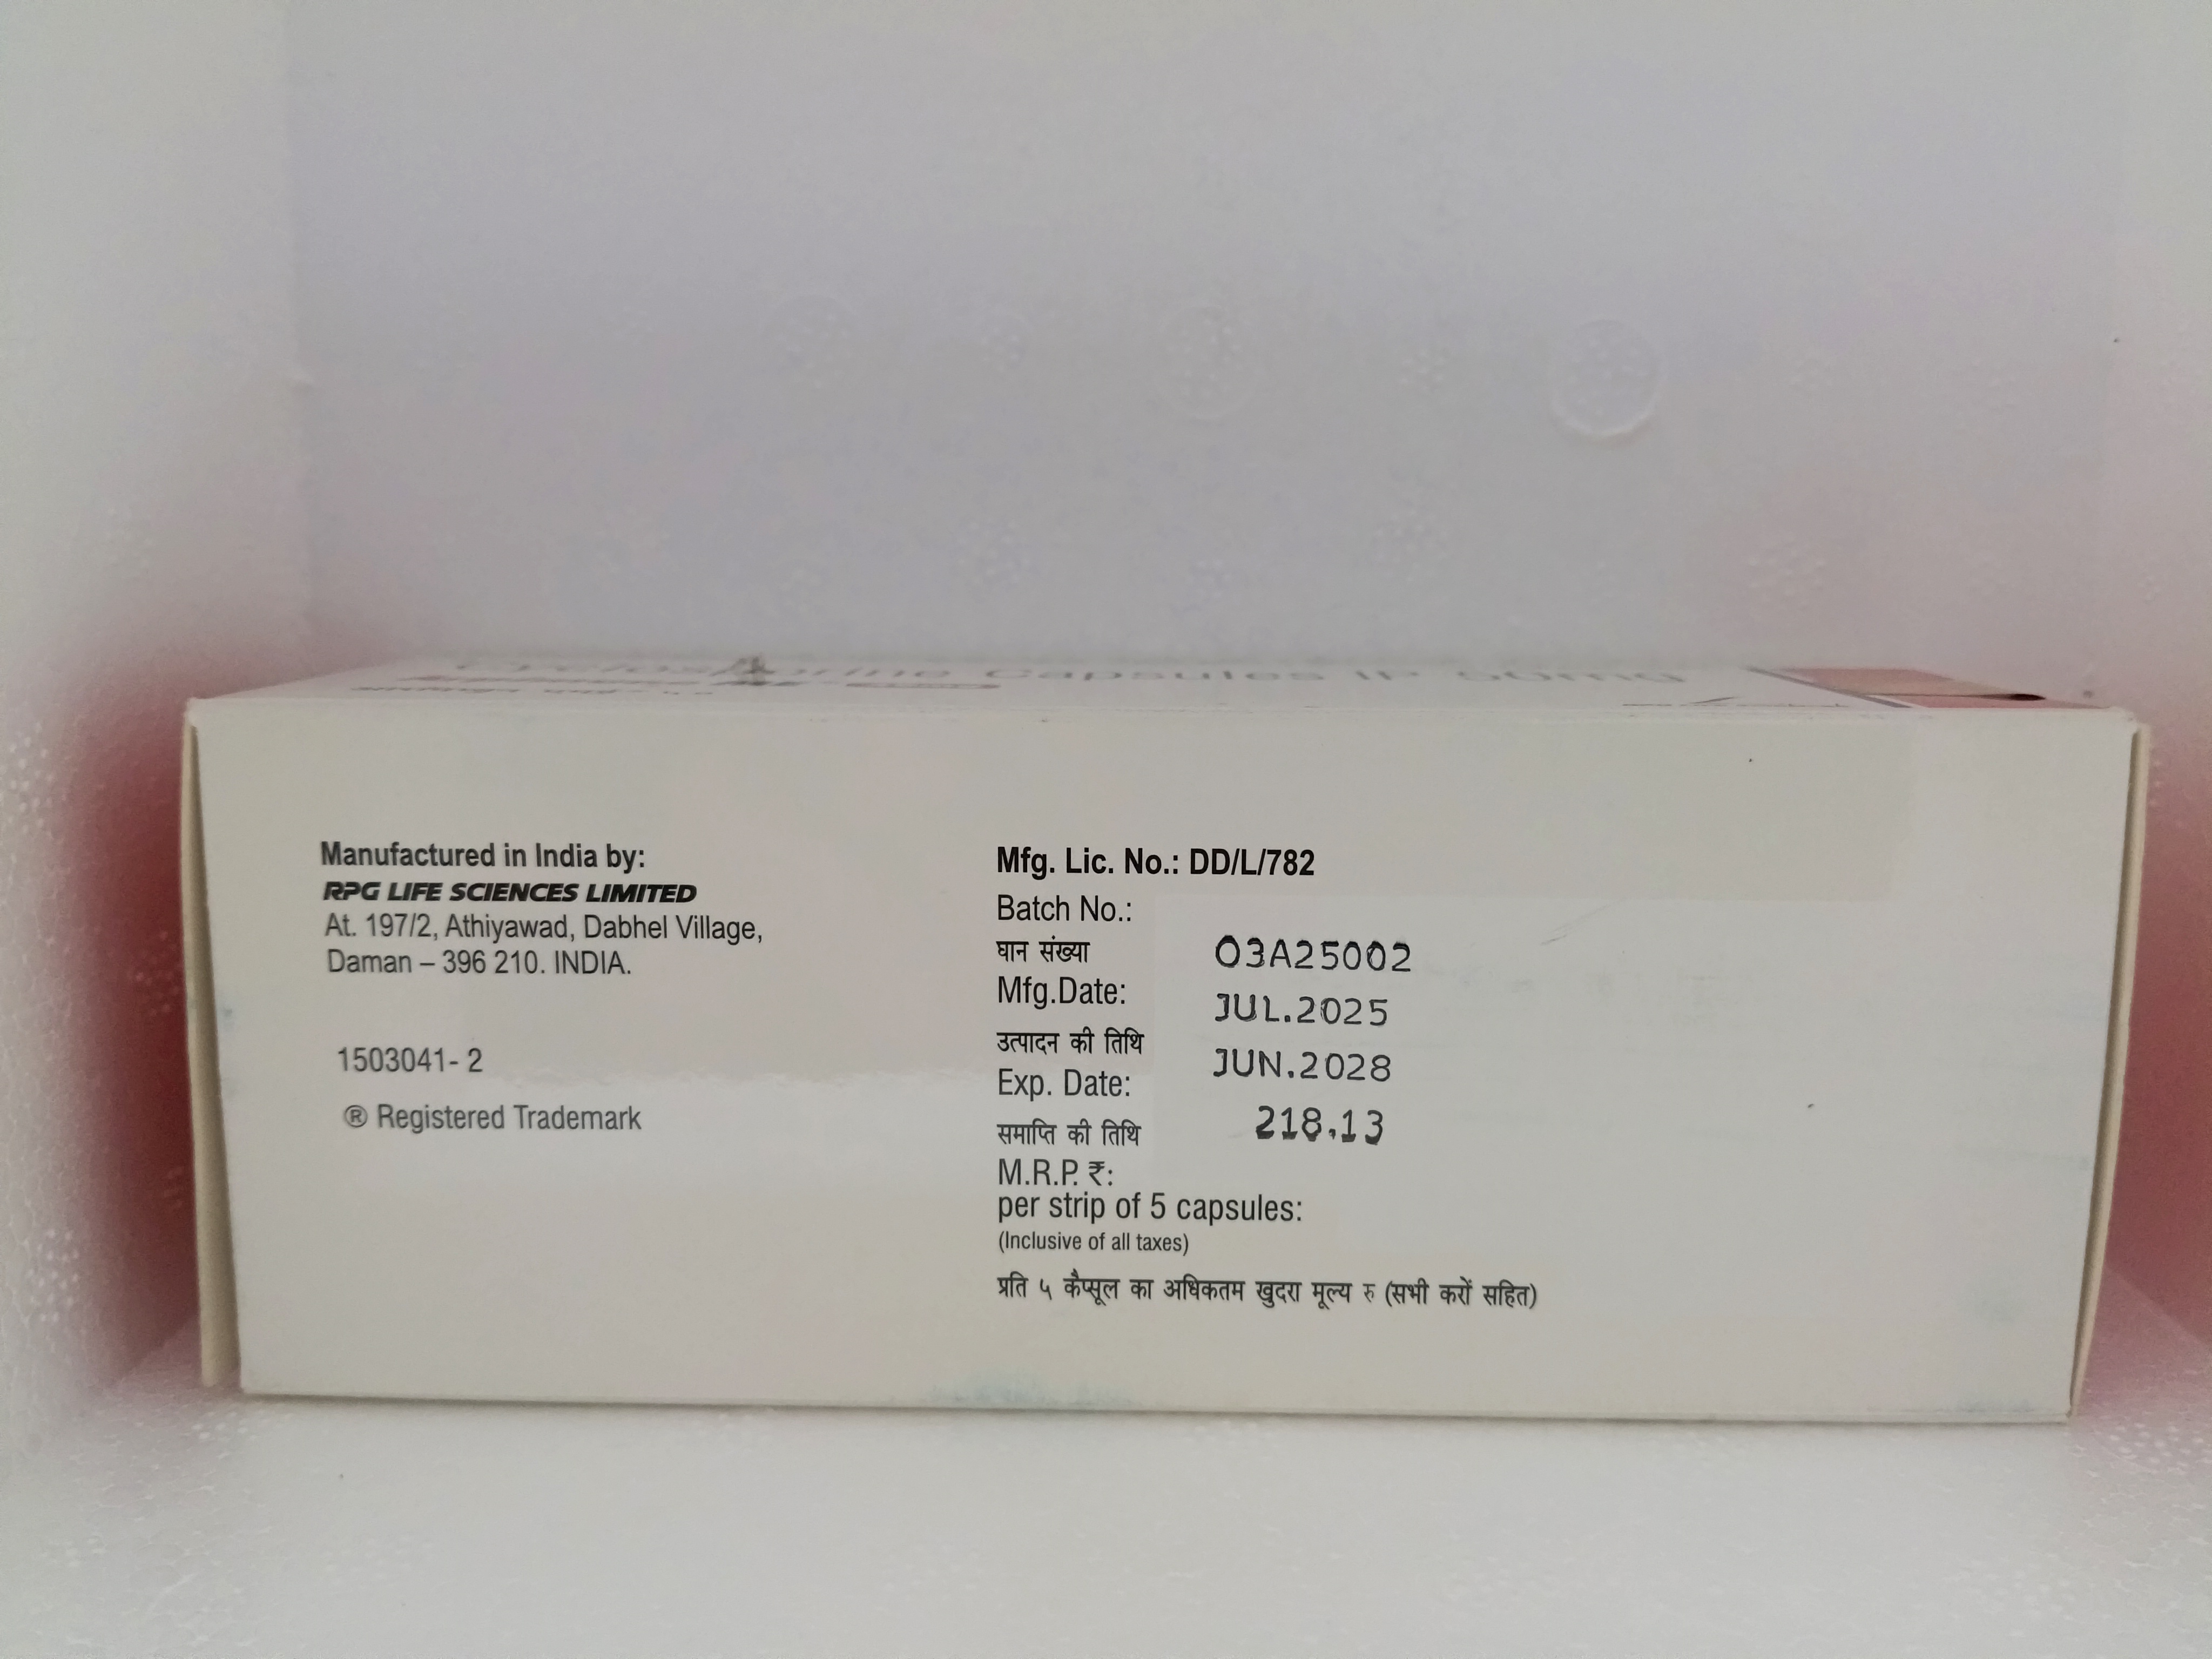 Capsules IP 50mg
Manufactured in India by:
RPG LIFE SCIENCES LIMITED
At. 197/2, Athiyawad, Dabhel Village,
Daman – 396 210. INDIA.
1503041- 2
® Registered Trademark
Mfg. Lic. No.: DD/L/782
Batch No.:
घान संख्या
03A25002
Mfg.Date:
JUL.2025
उत्पादन की तिथि
JUN.2028
Exp. Date:
218.13
समाप्ति की तिथि
M.R.P. ₹:
per strip of 5 capsules:
(Inclusive of all taxes)
प्रति ५ कैप्सूल का अधिकतम खुदरा मूल्य रु (सभी करों सहित)